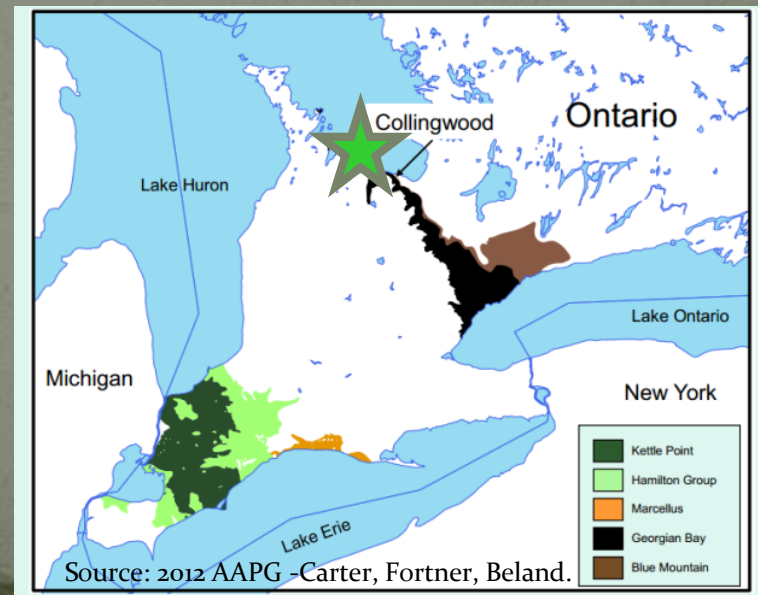 Collingwood
Ontario
Lake Huron
Lake Ontario
Michigan
New York
Kettle Point
Hamilton Group
Marcellus
Georgian Bay
Blue Mountain
Lake Erie
Source: 2012 AAPG -Carter, Fortner, Beland.